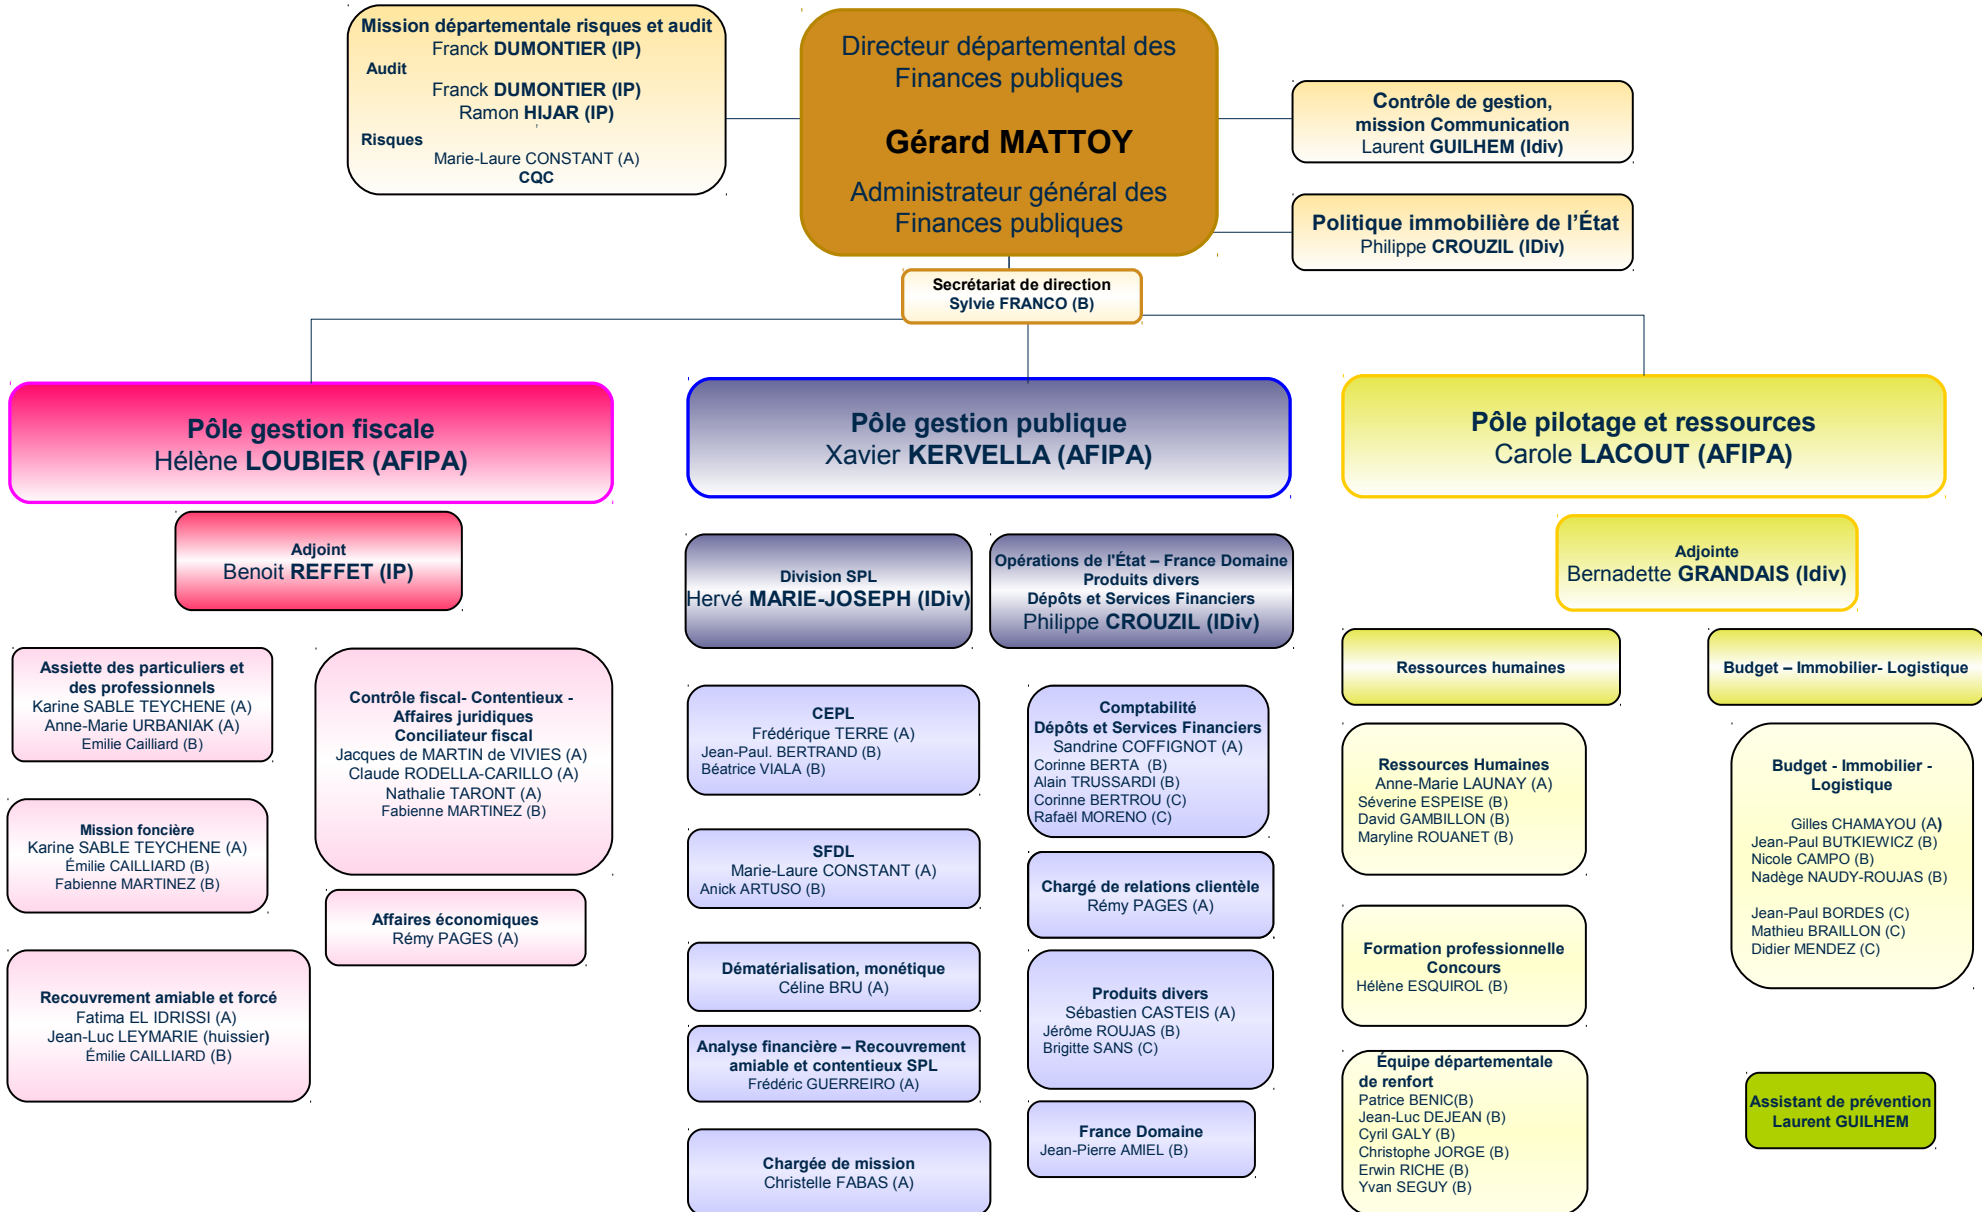 Mission départementale risques et audit
Franck DUMONTIER (IP)
Audit
Franck DUMONTIER (IP)
Ramon HIJAR (IP)
Risques
Marie-Laure CONSTANT (A)
CQC
Directeur départemental des
Finances publiques
Gérard MATTOY
Administrateur général des
Finances publiques
Contrôle de gestion,
mission Communication
Laurent GUILHEM (Idiv)
Politique immobilière de l'État
Philippe CROUZIL (IDiv)
Secrétariat de direction
Sylvie FRANCO (B)
Pôle gestion fiscale
Hélène LOUBIER (AFIPA)
Adjoint
Benoit REFFET (IP)
Assiette des particuliers et
des professionnels
Karine SABLE TEYCHENE (A)
Anne-Marie URBANIAK (A)
Emilie Cailliard (B)
Mission foncière
Karine SABLE TEYCHENE (A)
Émilie CAILLIARD (B)
Fabienne MARTINEZ (B)
Recouvrement amiable et forcé
Fatima EL IDRISSI (A)
Jean-Luc LEYMARIE (huissier)
Émilie CAILLIARD (B)
Contrôle fiscal- Contentieux -
Affaires juridiques
Conciliateur fiscal
Jacques de MARTIN de VIVIES (A)
Claude RODELLA-CARILLO (A)
Nathalie TARONT (A)
Fabienne MARTINEZ (B)
Affaires économiques
Rémy PAGES (A)
Pôle gestion publique
Xavier KERVELLA (AFIPA)
Division SPL
Hervé MARIE-JOSEPH (IDiv)
CEPL
Frédérique TERRE (A)
Jean-Paul. BERTRAND (B)
Béatrice VIALA (B)
SFDL
Marie-Laure CONSTANT (A)
Anick ARTUSO (B)
Dématérialisation, monétique
Céline BRU (A)
Analyse financière – Recouvrement
amiable et contentieux SPL
Frédéric GUERREIRO (A)
Chargée de mission
Christelle FABAS (A)
Opérations de l'État – France Domaine
Produits divers
Dépôts et Services Financiers
Philippe CROUZIL (IDiv)
Comptabilité
Dépôts et Services Financiers
Sandrine COFFIGNOT (A)
Corinne BERTA (B)
Alain TRUSSARDI (B)
Corinne BERTROU (C)
Rafaël MORENO (C)
Chargé de relations clientèle
Rémy PAGES (A)
Produits divers
Sébastien CASTEIS (A)
Jérôme ROUJAS (B)
Brigitte SANS (C)
France Domaine
Jean-Pierre AMIEL (B)
Pôle pilotage et ressources
Carole LACOUT (AFIPA)
Adjointe
Bernadette GRANDAIS (Idiv)
Ressources humaines
Ressources Humaines
Anne-Marie LAUNAY (A)
Séverine ESPEISE (B)
David GAMBILLON (B)
Maryline ROUANET (B)
Formation professionnelle
Concours
Hélène ESQUIROL (B)
Équipe départementale
de renfort
Patrice BENIC(B)
Jean-Luc DEJEAN (B)
Cyril GALY (B)
Christophe JORGE (B)
Erwin RICHE (B)
Yvan SEGUY (B)
Budget – Immobilier- Logistique
Budget - Immobilier -
Logistique
Gilles CHAMAYOU (A)
Jean-Paul BUTKIEWICZ (B)
Nicole CAMPO (B)
Nadège NAUDY-ROUJAS (B)
Jean-Paul BORDES (C)
Mathieu BRAILLON (C)
Didier MENDEZ (C)
Assistant de prévention
Laurent GUILHEM